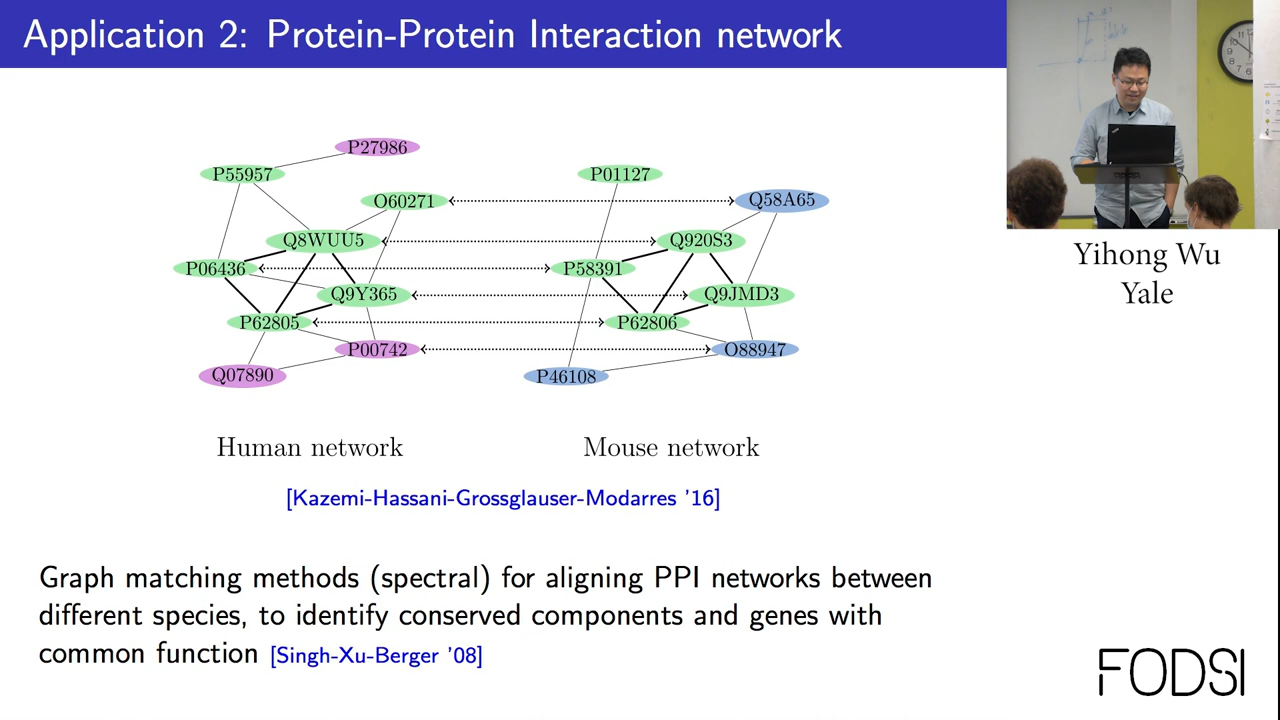 Application 2: Protein-Protein Interaction network
P27986
P55957
P01127
O60271
Q58A65
Q8WUU5
Q920S3
P06436
P58391
Q9Y365
Q9JMD3
P62805
P62806
P00742
O88947
Q07890
P46108
Human network
Mouse network
[Kazemi-Hassani-Grossglauser-Modarres '16]
Graph matching methods (spectral) for aligning PPI networks between
different species, to identify conserved components and genes with
common function [Singh-Xu-Berger '08]
Yihong Wu
Yale
FODSI